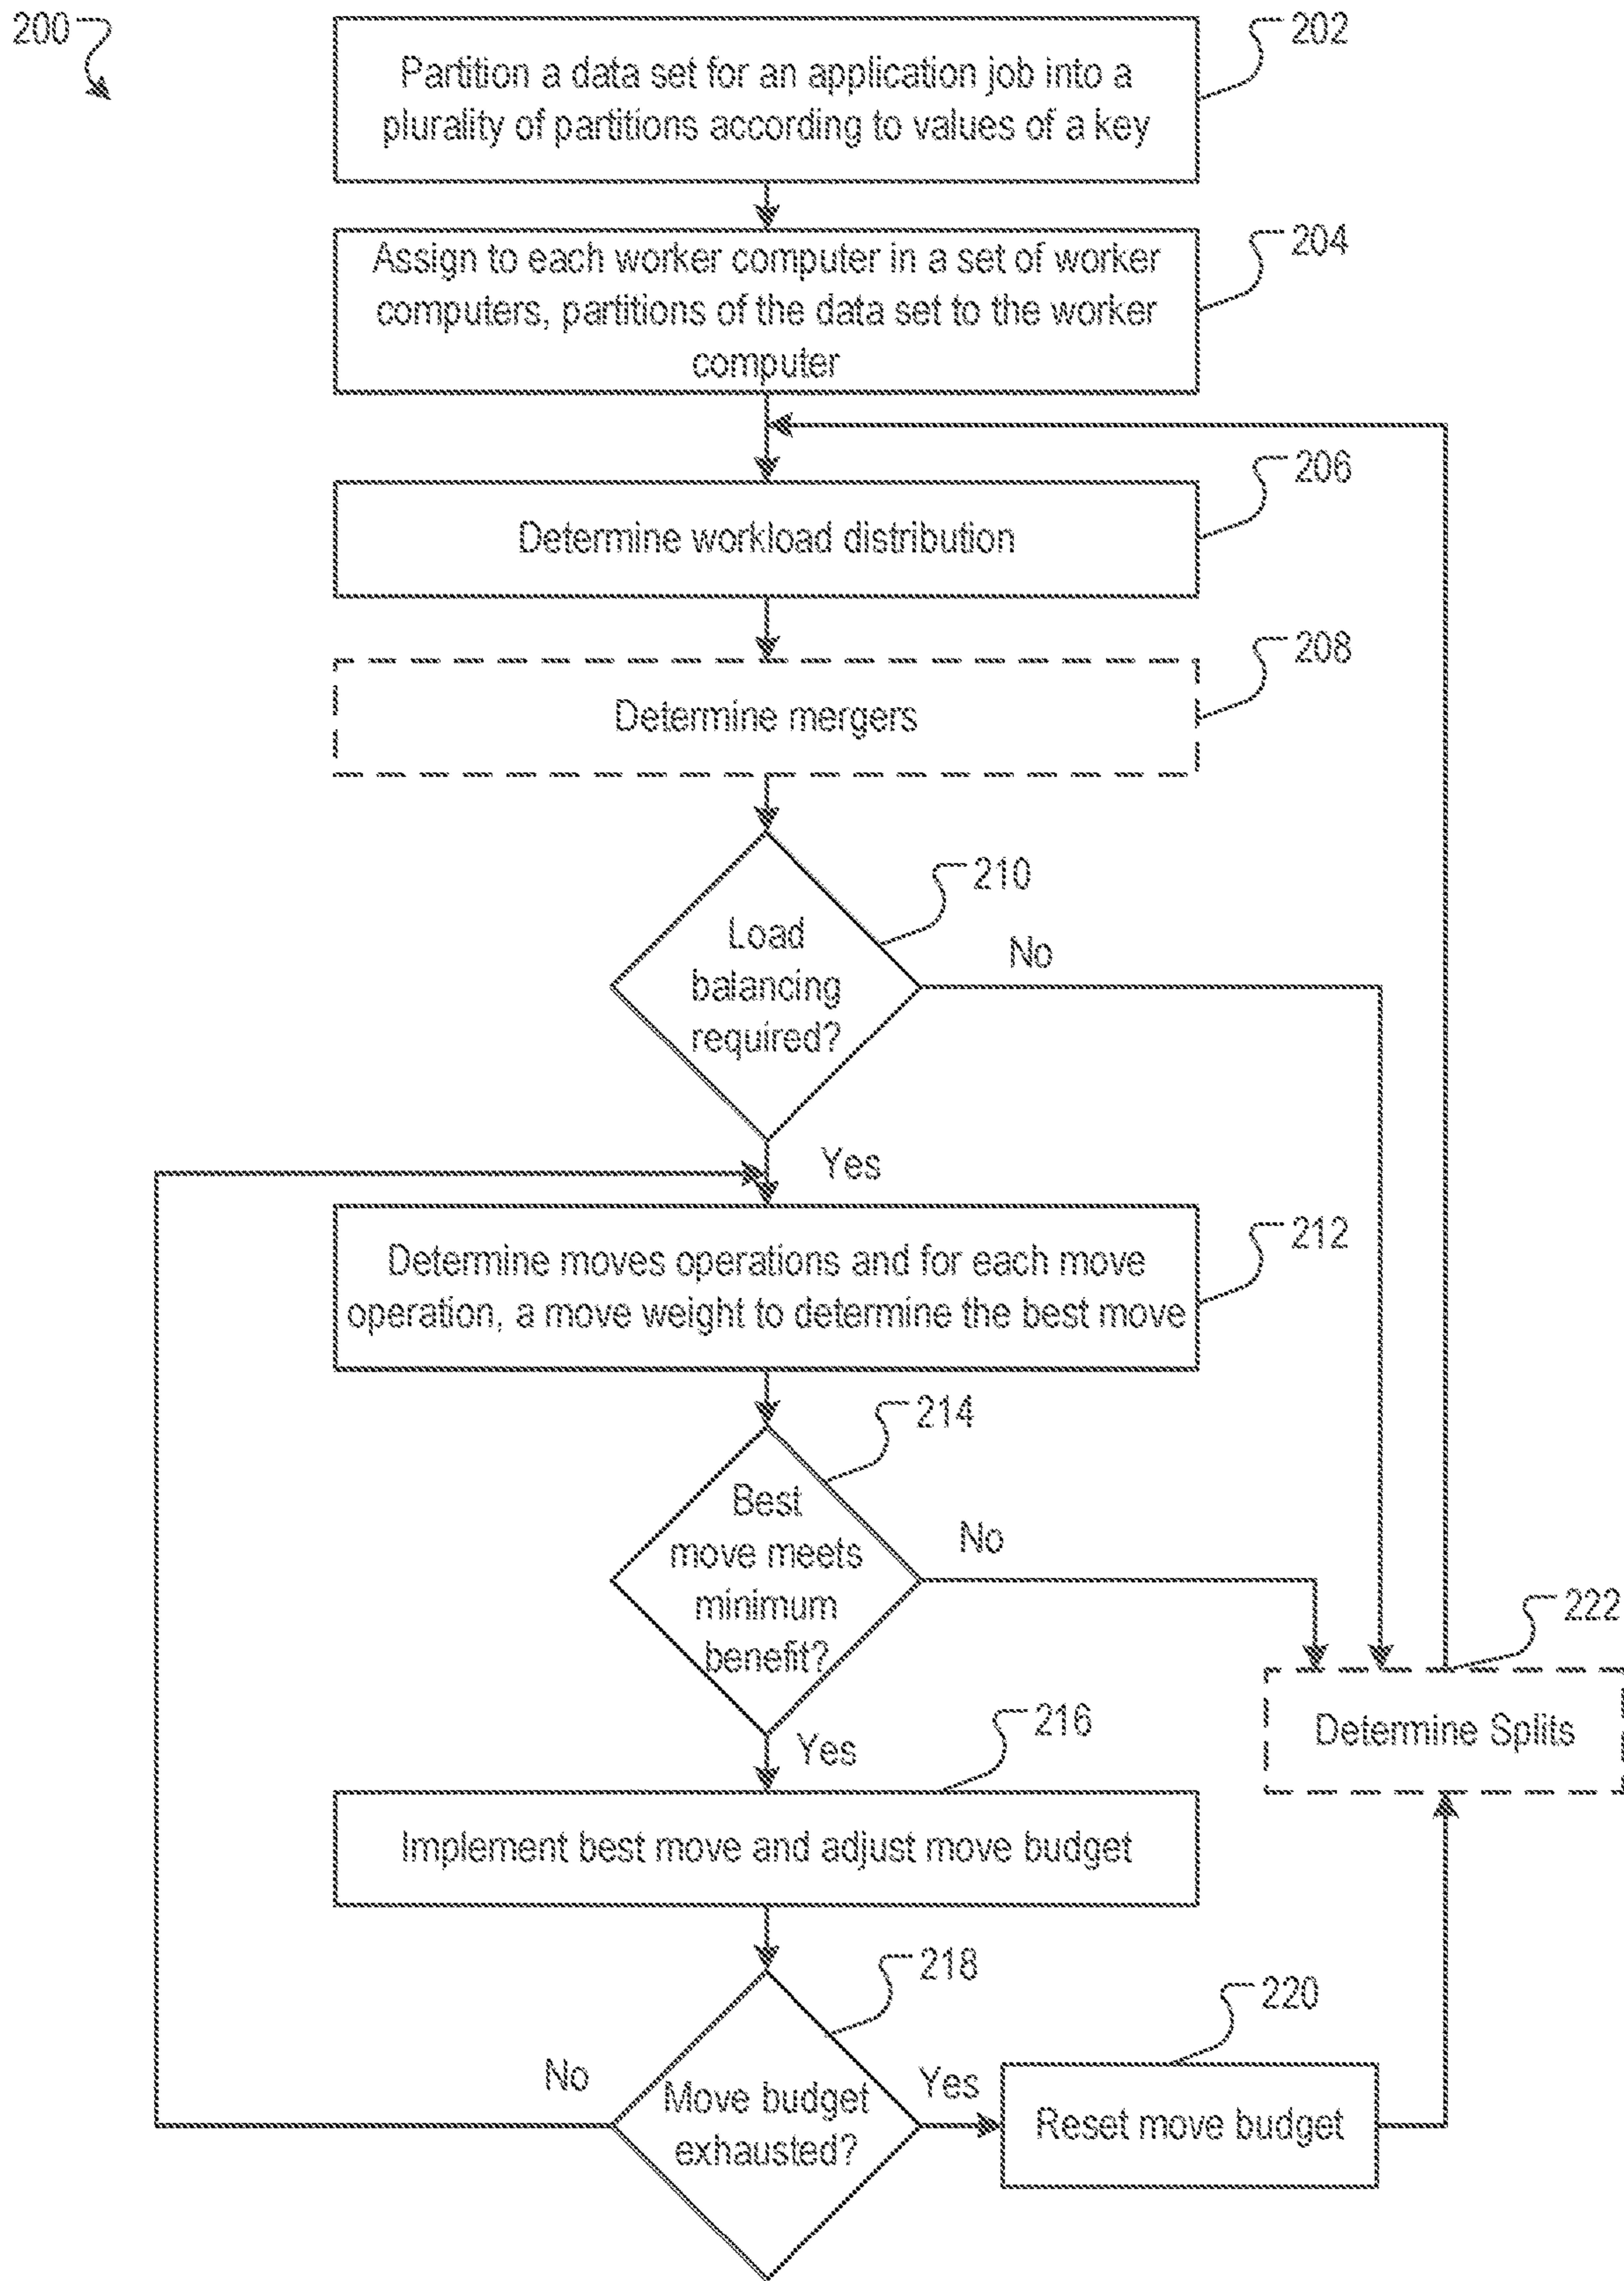 200
202
Partition a data set for an application job into a
plurality of partitions according to values of a key
204
Assign to each worker computer in a set of worker
computers, partitions of the data set to the worker
computer
206
Determine workload distribution
208
Determine mergers
210
Load
balancing
required?
No
Yes
212
Determine moves operations and for each move
operation, a move weight to determine the best move
214
Best
move meets
minimum
benefit?
No
222
Determine Splits
Yes
216
Implement best move and adjust move budget
218
220
No
Move budget
exhausted?
Yes
Reset move budget